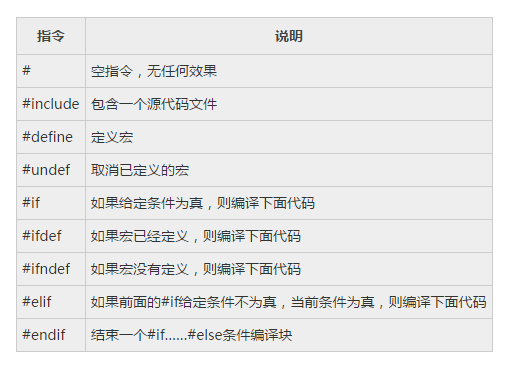 指令 说明
# 空指令，无任何效果
#include 包含一个源代码文件
#define 定义宏
#undef 取消已定义的宏
#if 如果给定条件为真，则编译下面代码
#ifdef 如果宏已经定义，则编译下面代码
#ifndef 如果宏没有定义，则编译下面代码
#elif 如果前面的#if给定条件不为真，当前条件为真，则编译下面代码
#endif 结束一个#if……#else条件编译块